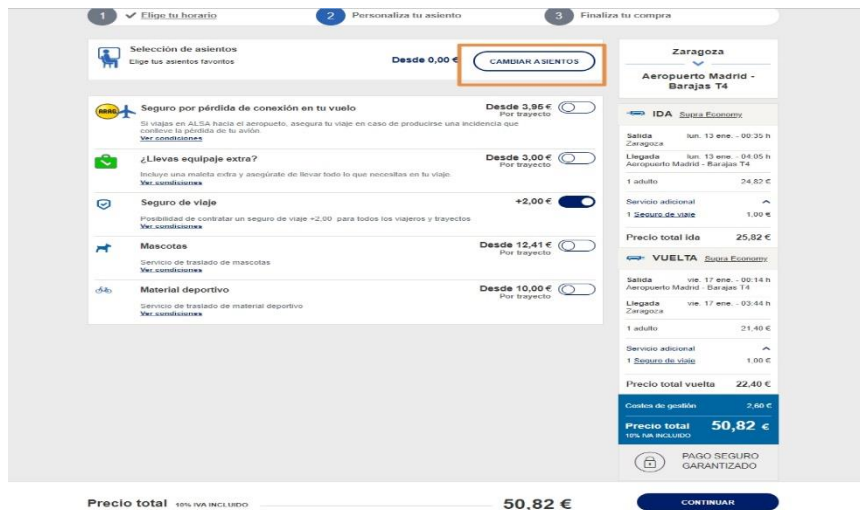 1 Elige tu horario 2 Personaliza tu asiento 3 Finaliza tu compra
Selección de asientos
Elige tus asientos favoritos
Desde 0,00 € CAMBIAR ASIENTOS
ARAG Seguro por pérdida de conexión en tu vuelo Desde 3,95 €
Por trayecto
Si viajas en ALSA hacia el aeropueto, asegura tu viaje en caso de producirse una incidencia que
conlleve la pérdida de tu avión.
Ver condiciones
¿Llevas equipaje extra? Desde 3,00 €
Por trayecto
Incluye una maleta extra y asegúrate de llevar todo lo que necesitas en tu viaje.
Ver condiciones
Seguro de viaje +2,00 €
Posibilidad de contratar un seguro de viaje +2,00 para todos los viajeros y trayectos
Ver condiciones
Mascotas Desde 12,41 €
Por trayecto
Servicio de traslado de mascotas
Ver condiciones
Material deportivo Desde 10,00 €
Por trayecto
Servicio de traslado de material deportivo
Ver condiciones
Zaragoza
Aeropuerto Madrid -
Barajas T4
IDA Supra Economy
Salida lun. 13 ene. - 00:35 h
Zaragoza
Llegada lun. 13 ene. - 04:05 h
Aeropuerto Madrid - Barajas T4
1 adulto 24,82 €
Servicio adicional
1 Seguro de viaje 1,00 €
Precio total ida 25,82 €
VUELTA Supra Economy
Salida vie. 17 ene. - 00:14 h
Aeropuerto Madrid - Barajas T4
Llegada vie. 17 ene. - 03:44 h
Zaragoza
1 adulto 21,40 €
Servicio adicional
1 Seguro de viaje 1,00 €
Precio total vuelta 22,40 €
Costes de gestión 2,60 €
Precio total 50,82 €
10% IVA INCLUIDO
PAGO SEGURO
GARANTIZADO
Precio total 10% IVA INCLUIDO 50,82 € CONTINUAR